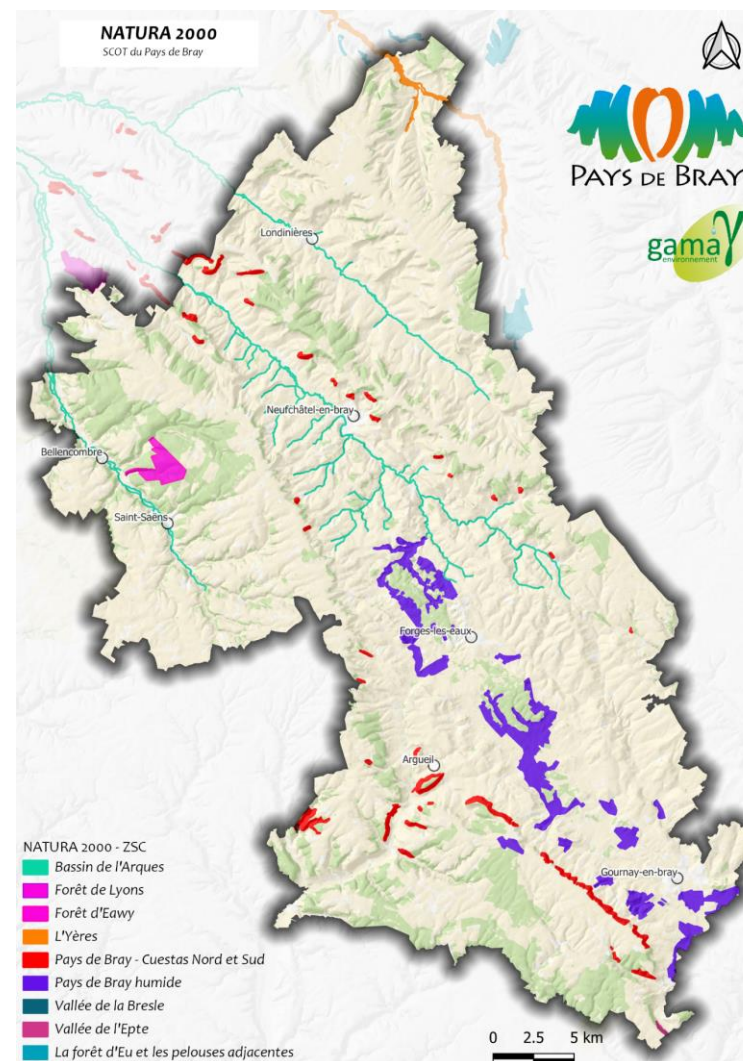 NATURA 2000
SCOT du Pays de Bray
PAYS DE BRAY
gama
environnement
Londinières
Neufchâtel-en-bray
Bellencombre
Saint-Saëns
Forges-les-eaux
Argueil
Gournay-en-bray
NATURA 2000 - ZSC
Bassin de l'Arques
Forêt de Lyons
Forêt d'Eawy
L'Yères
Pays de Bray - Cuestas Nord et Sud
Pays de Bray humide
Vallée de la Bresle
Vallée de l'Epte
La forêt d'Eu et les pelouses adjacentes
0 2.5 5 km